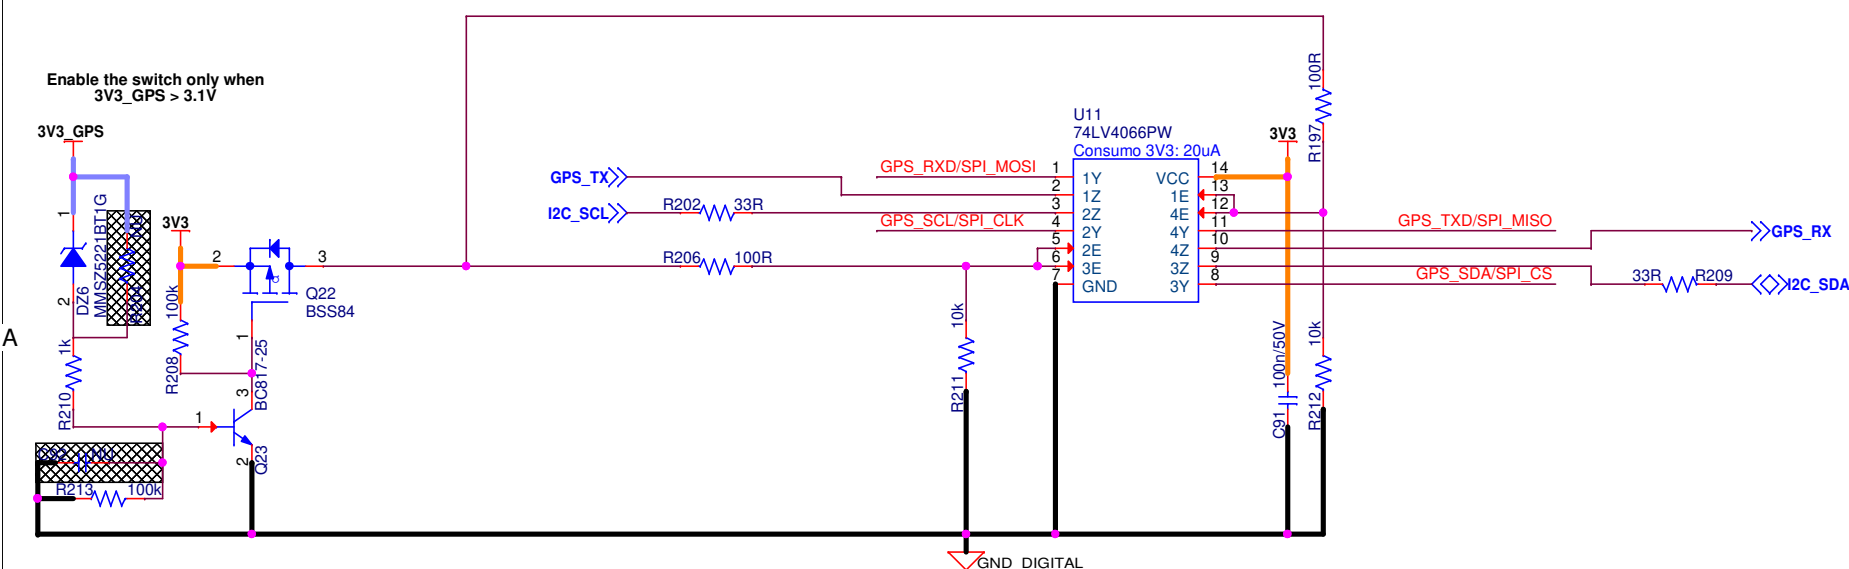 Enable the switch only when
3V3_GPS > 3.1V
3V3_GPS
1
2
DZ6
MMSZ5221BT1G
3V3
100k
R208
2
3
Q22
BSS84
1
1k
R210
BC817-25
3
1
2
Q23
NU
R213
100k
GPS_TX
I2C_SCL
R202
33R
R206
100R
10k
R211
GPS_RXD/SPI_MOSI
GPS_SCL/SPI_CLK
U11
74LV4066PW
Consumo 3V3: 20uA
1
2
3
4
5
6
7
1Y
1Z
2Z
2Y
2E
3E
GND
VCC
1E
4E
4Y
4Z
3Z
3Y
14
13
12
11
10
9
8
3V3
100R
R197
100n/50V
C91
10k
R212
GPS_TXD/SPI_MISO
GPS_SDA/SPI_CS
GPS_RX
33R
R209
I2C_SDA
GND_DIGITAL
A